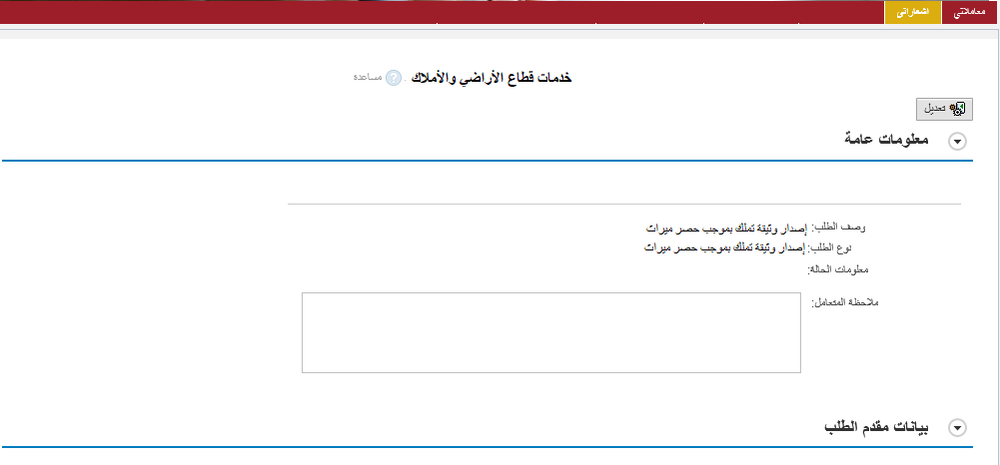 معاملاتي
اشعاراتي
خدمات قطاع الأراضي والأملاك
مساعدة
تعديل
معلومات عامة
وصف الطلب: إصدار وثيقة تملك بموجب حصر ميراث
نوع الطلب: إصدار وثيقة تملك بموجب حصر ميراث
معلومات الحالة:
ملاحظة المتعامل:
بيانات مقدم الطلب